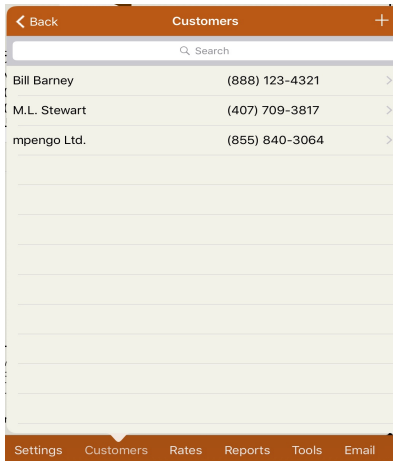 Back Customers +
Search
Bill Barney (888) 123-4321
M.L. Stewart (407) 709-3817
mpengo Ltd. (855) 840-3064
Settings Customers Rates Reports Tools Email